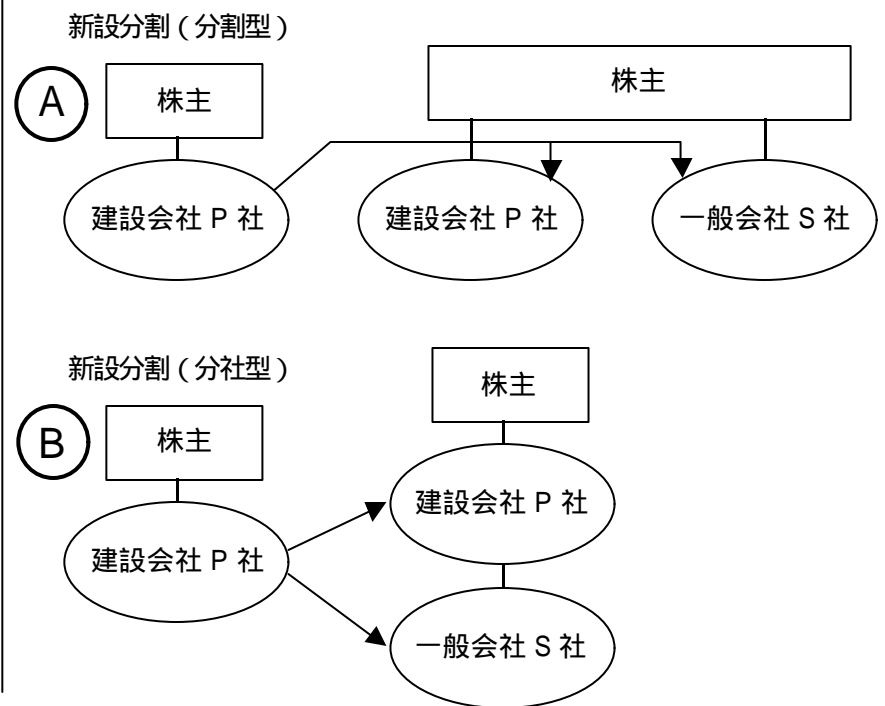 新設分割（分割型）
A
株主
株主
建設会社 P 社
建設会社 P 社
一般会社 S 社
新設分割（分社型）
B
株主
株主
建設会社 P 社
建設会社 P 社
一般会社 S 社